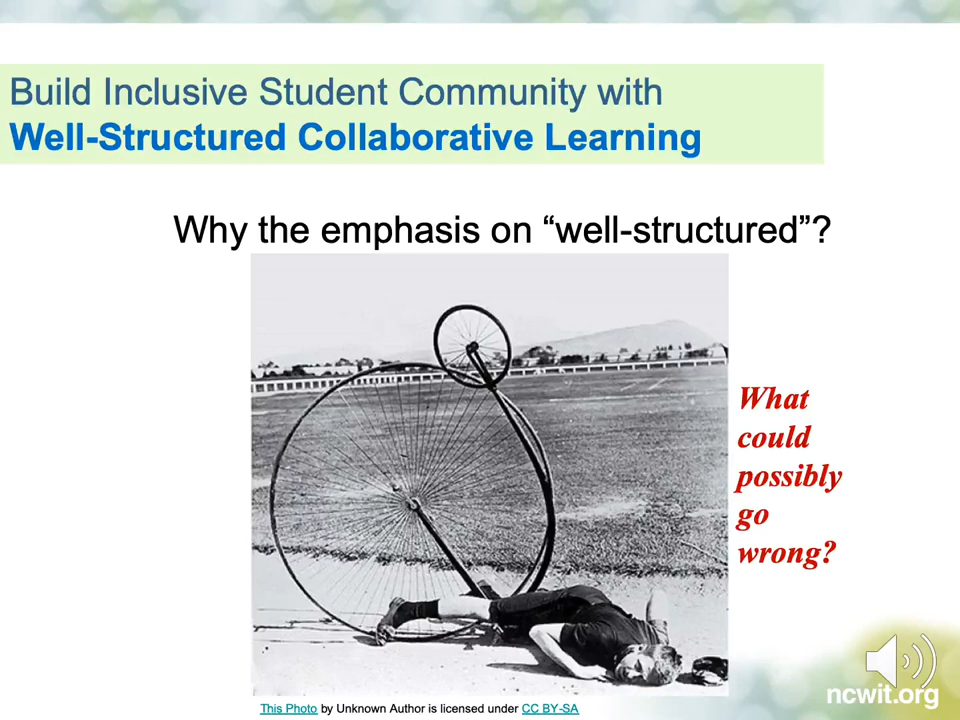 Build Inclusive Student Community with
Well-Structured Collaborative Learning
Why the emphasis on “well-structured”?
What
could
possibly
go
wrong?
ncwit.org
This Photo by Unknown Author is licensed under CC BY-SA